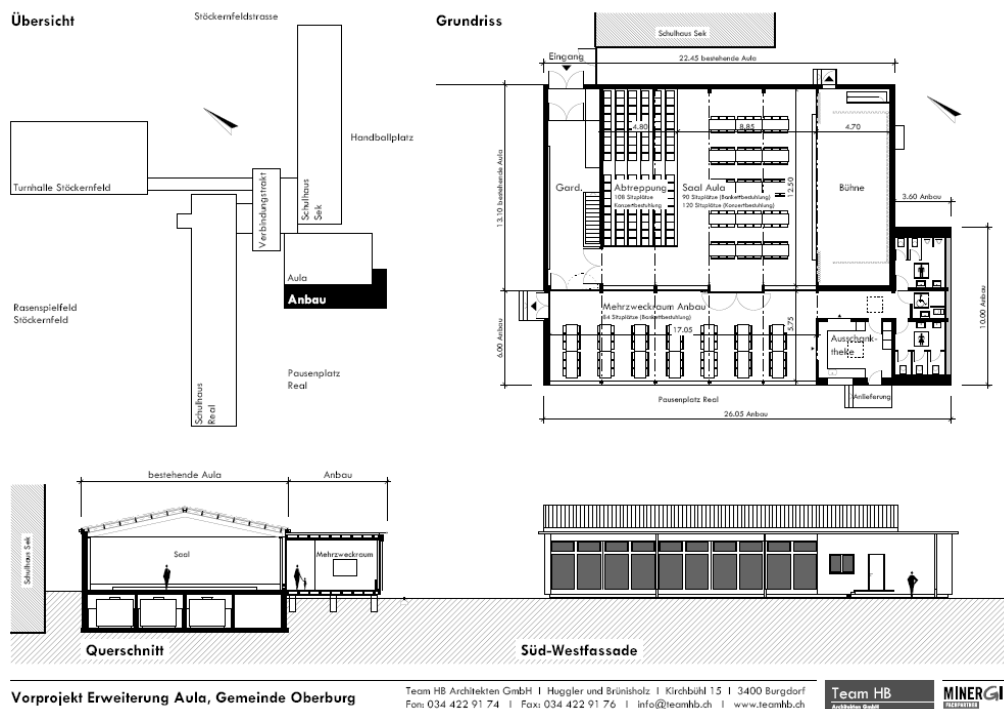 Übersicht
Stöckernfeldstrasse
Handballplatz
Turnhalle Stöckernfeld
Verbindungstrakt
Schulhaus
Sek
Aula
Anbau
Rasenspielfeld
Stöckernfeld
Pausenplatz
Real
Schulhaus
Real
Grundriss
Schulhaus Sek
Eingang
22.45 bestehende Aula
13.10 bestehende Aula
4.80
8.85
4.70
12.50
Gard.
Abtreppung
108 Sitzplätze
Konzertbestuhlung
Saal Aula
90 Sitzplätze (Bankettbestuhlung)
120 Sitzplätze (Konzertbestuhlung)
Bühne
3.60 Anbau
10.00 Anbau
6.00 Anbau
Mehrzweckraum Anbau
84 Sitzplätze (Bankettbestuhlung)
17.05
5.75
Ausschank-
theke
Anlieferung
Pausenplatz Real
26.05 Anbau
bestehende Aula
Anbau
Schulhaus Sek
Saal
Mehrzweckraum
Querschnitt
Süd-Westfassade
Vorprojekt Erweiterung Aula, Gemeinde Oberburg
Team HB Architekten GmbH I Huggler und Brünisholz I Kirchbühl 15 I 3400 Burgdorf
Fon: 034 422 91 74 I Fax: 034 422 91 76 I info@teamhb.ch I www.teamhb.ch
Team HB
Architekten GmbH
MINERGI
FACHPARTNER